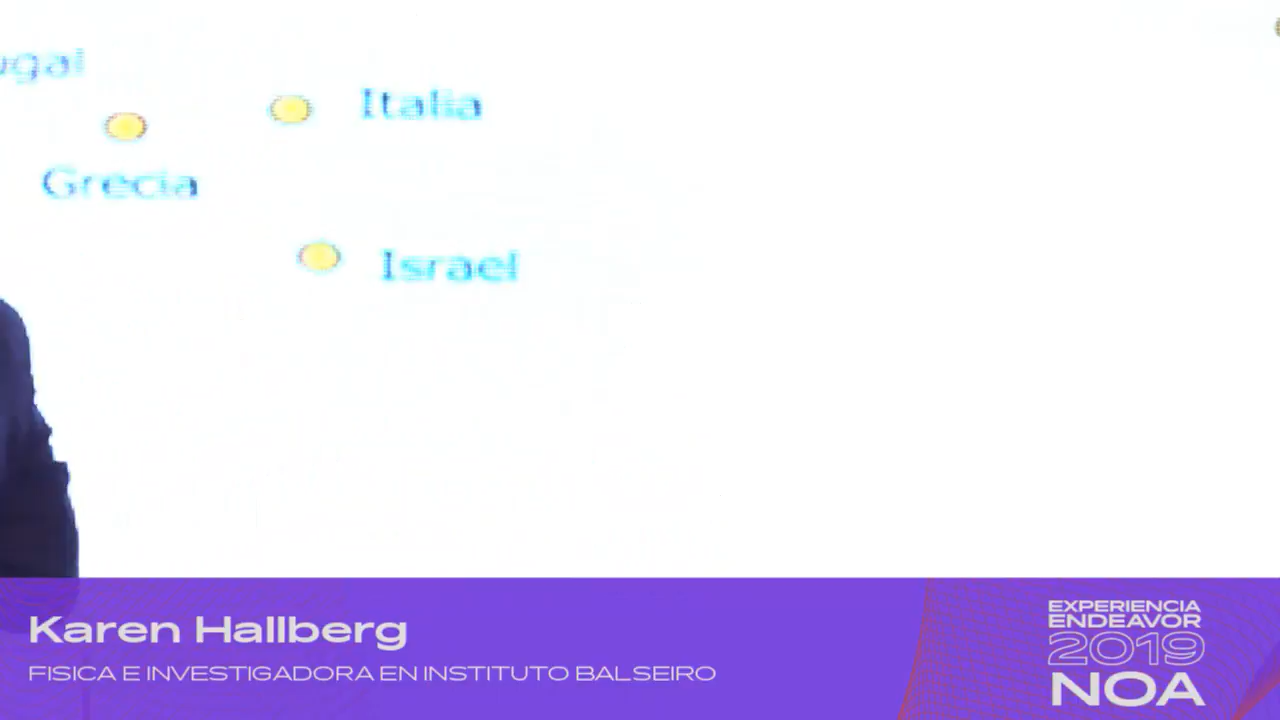 Italia
Grecia
Israel
Karen Hallberg
FISICA E INVESTIGADORA EN INSTITUTO BALSEIRO
EXPERIENCIA
ENDEAVOR
2019
NOA